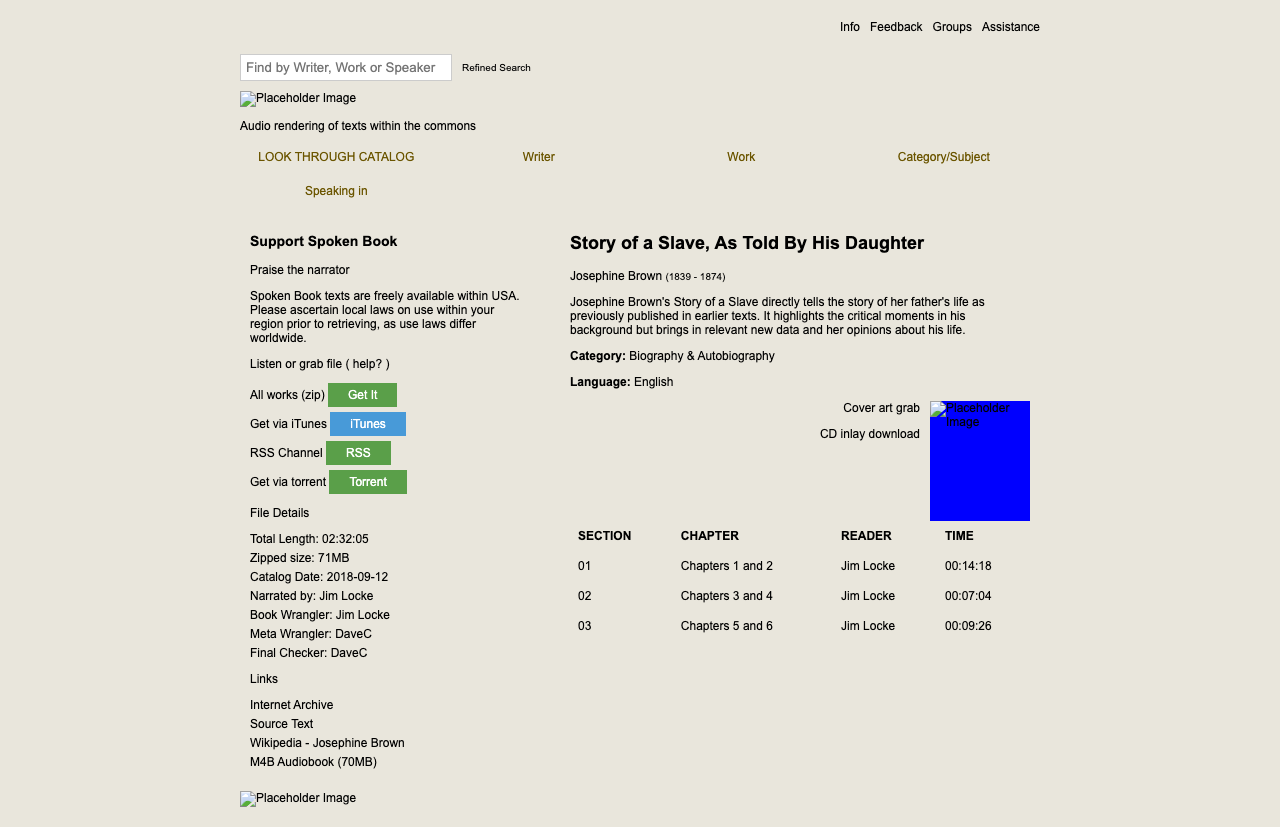 Info Feedback Groups Assistance
Find by Writer, Work or Speaker Refined Search
Placeholder Image
Audio rendering of texts within the commons
LOOK THROUGH CATALOG Writer Work Category/Subject
Speaking in
Support Spoken Book
Praise the narrator
Spoken Book texts are freely available within USA.
Please ascertain local laws on use within your
region prior to retrieving, as use laws differ
worldwide.
Listen or grab file ( help? )
All works (zip) Get It
Get via iTunes iTunes
RSS Channel RSS
Get via torrent Torrent
File Details
Total Length: 02:32:05
Zipped size: 71MB
Catalog Date: 2018-09-12
Narrated by: Jim Locke
Book Wrangler: Jim Locke
Meta Wrangler: DaveC
Final Checker: DaveC
Links
Internet Archive
Source Text
Wikipedia - Josephine Brown
M4B Audiobook (70MB)
Story of a Slave, As Told By His Daughter
Josephine Brown (1839 - 1874)
Josephine Brown's Story of a Slave directly tells the story of her father's life as
previously published in earlier texts. It highlights the critical moments in his
background but brings in relevant new data and her opinions about his life.
Category: Biography & Autobiography
Language: English
Cover art grab
CD inlay download
Placeholder
Image
SECTION CHAPTER READER TIME
01 Chapters 1 and 2 Jim Locke 00:14:18
02 Chapters 3 and 4 Jim Locke 00:07:04
03 Chapters 5 and 6 Jim Locke 00:09:26
Placeholder Image